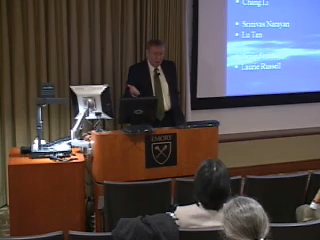 Chang Li
Srinivas Narayan
Lu Tan
Laurie Russell
EMORY